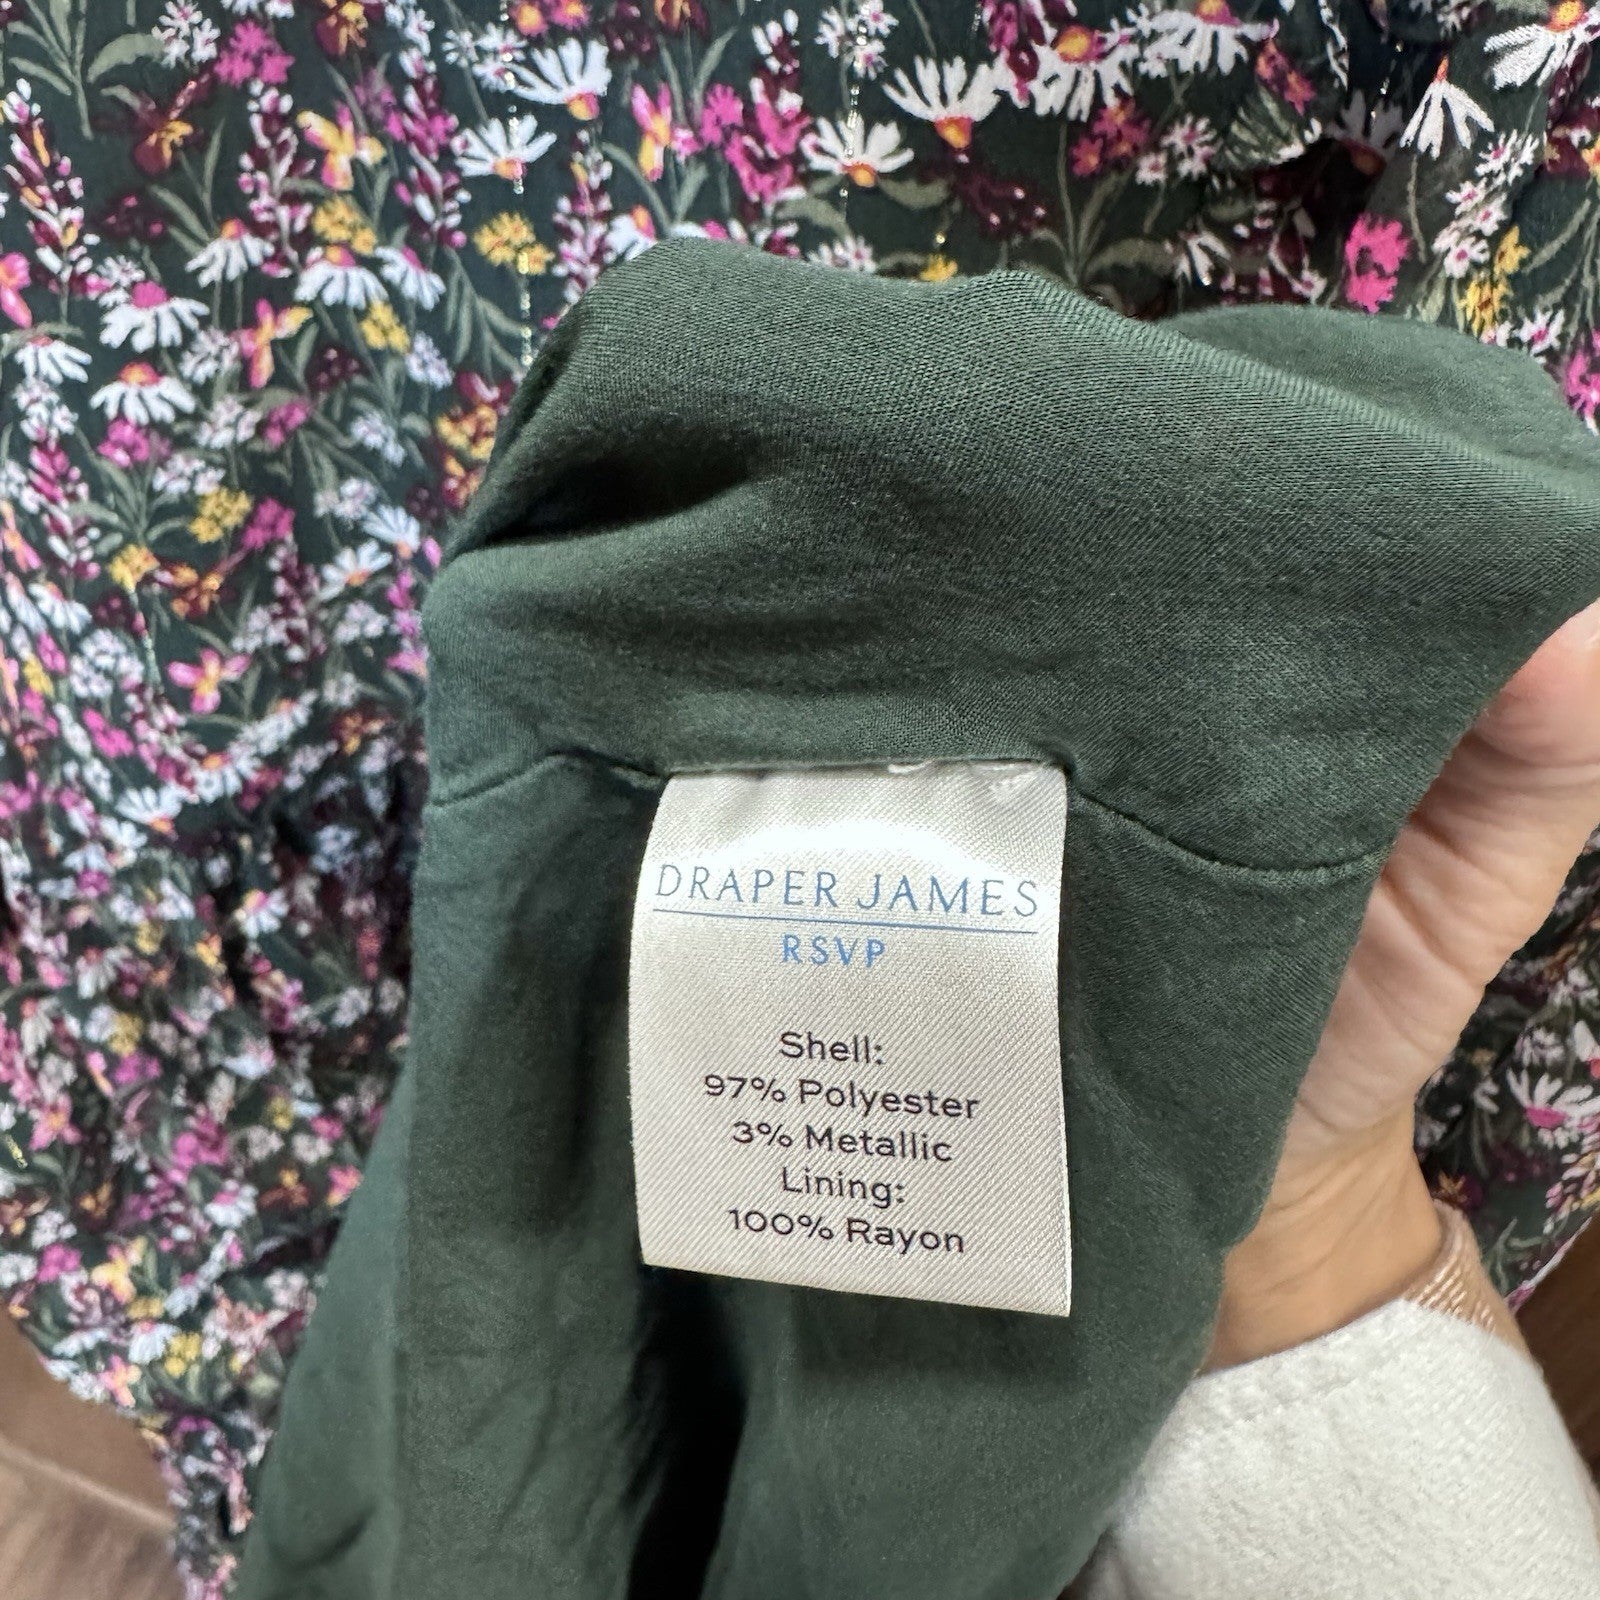 DRAPER JAMES
RSVP
Shell:
97% Polyester
3% Metallic
Lining:
100% Rayon